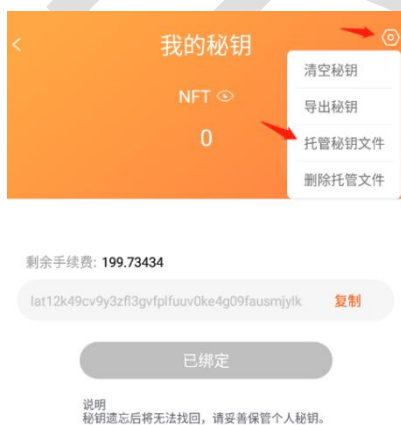 我的秘钥
清空秘钥
NFT
导出秘钥
0
托管秘钥文件
删除托管文件
剩余手续费: 199.73434
lat12k49cv9y3zfl3gvfplfuuv0ke4g09fausmjylk 复制
已绑定
说明
秘钥遗忘后将无法找回，请妥善保管个人秘钥。